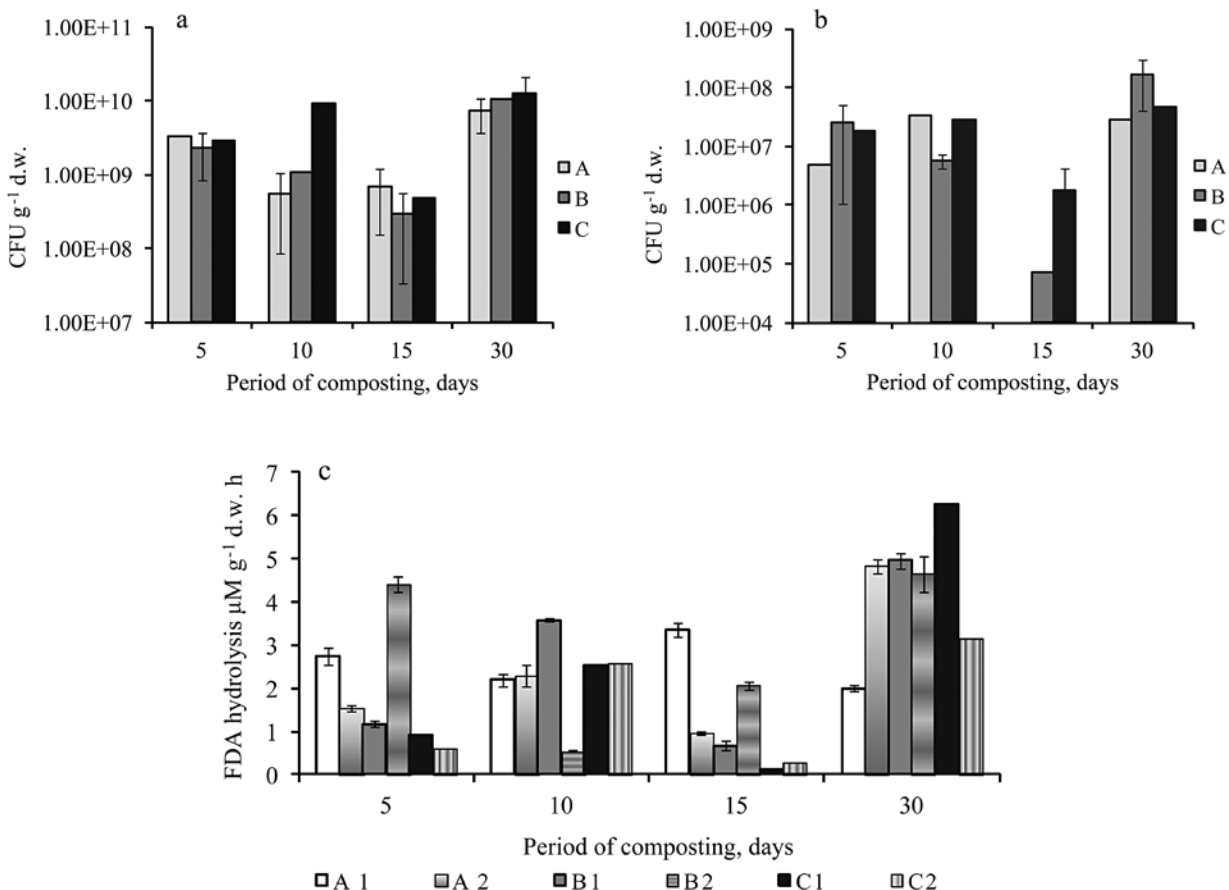 a
1.00E+11
1.00E+10
1.00E+09
1.00E+08
1.00E+07
CFU g⁻¹ d.w.
5 10 15 30
Period of composting, days
A
B
C
b
1.00E+09
1.00E+08
1.00E+07
1.00E+06
1.00E+05
1.00E+04
CFU g⁻¹ d.w.
5 10 15 30
Period of composting, days
A
B
C
c
7
6
5
4
3
2
1
0
FDA hydrolysis µM g⁻¹ d.w. h
5 10 15 30
Period of composting, days
A 1 A 2 B1 B2 C1 C2